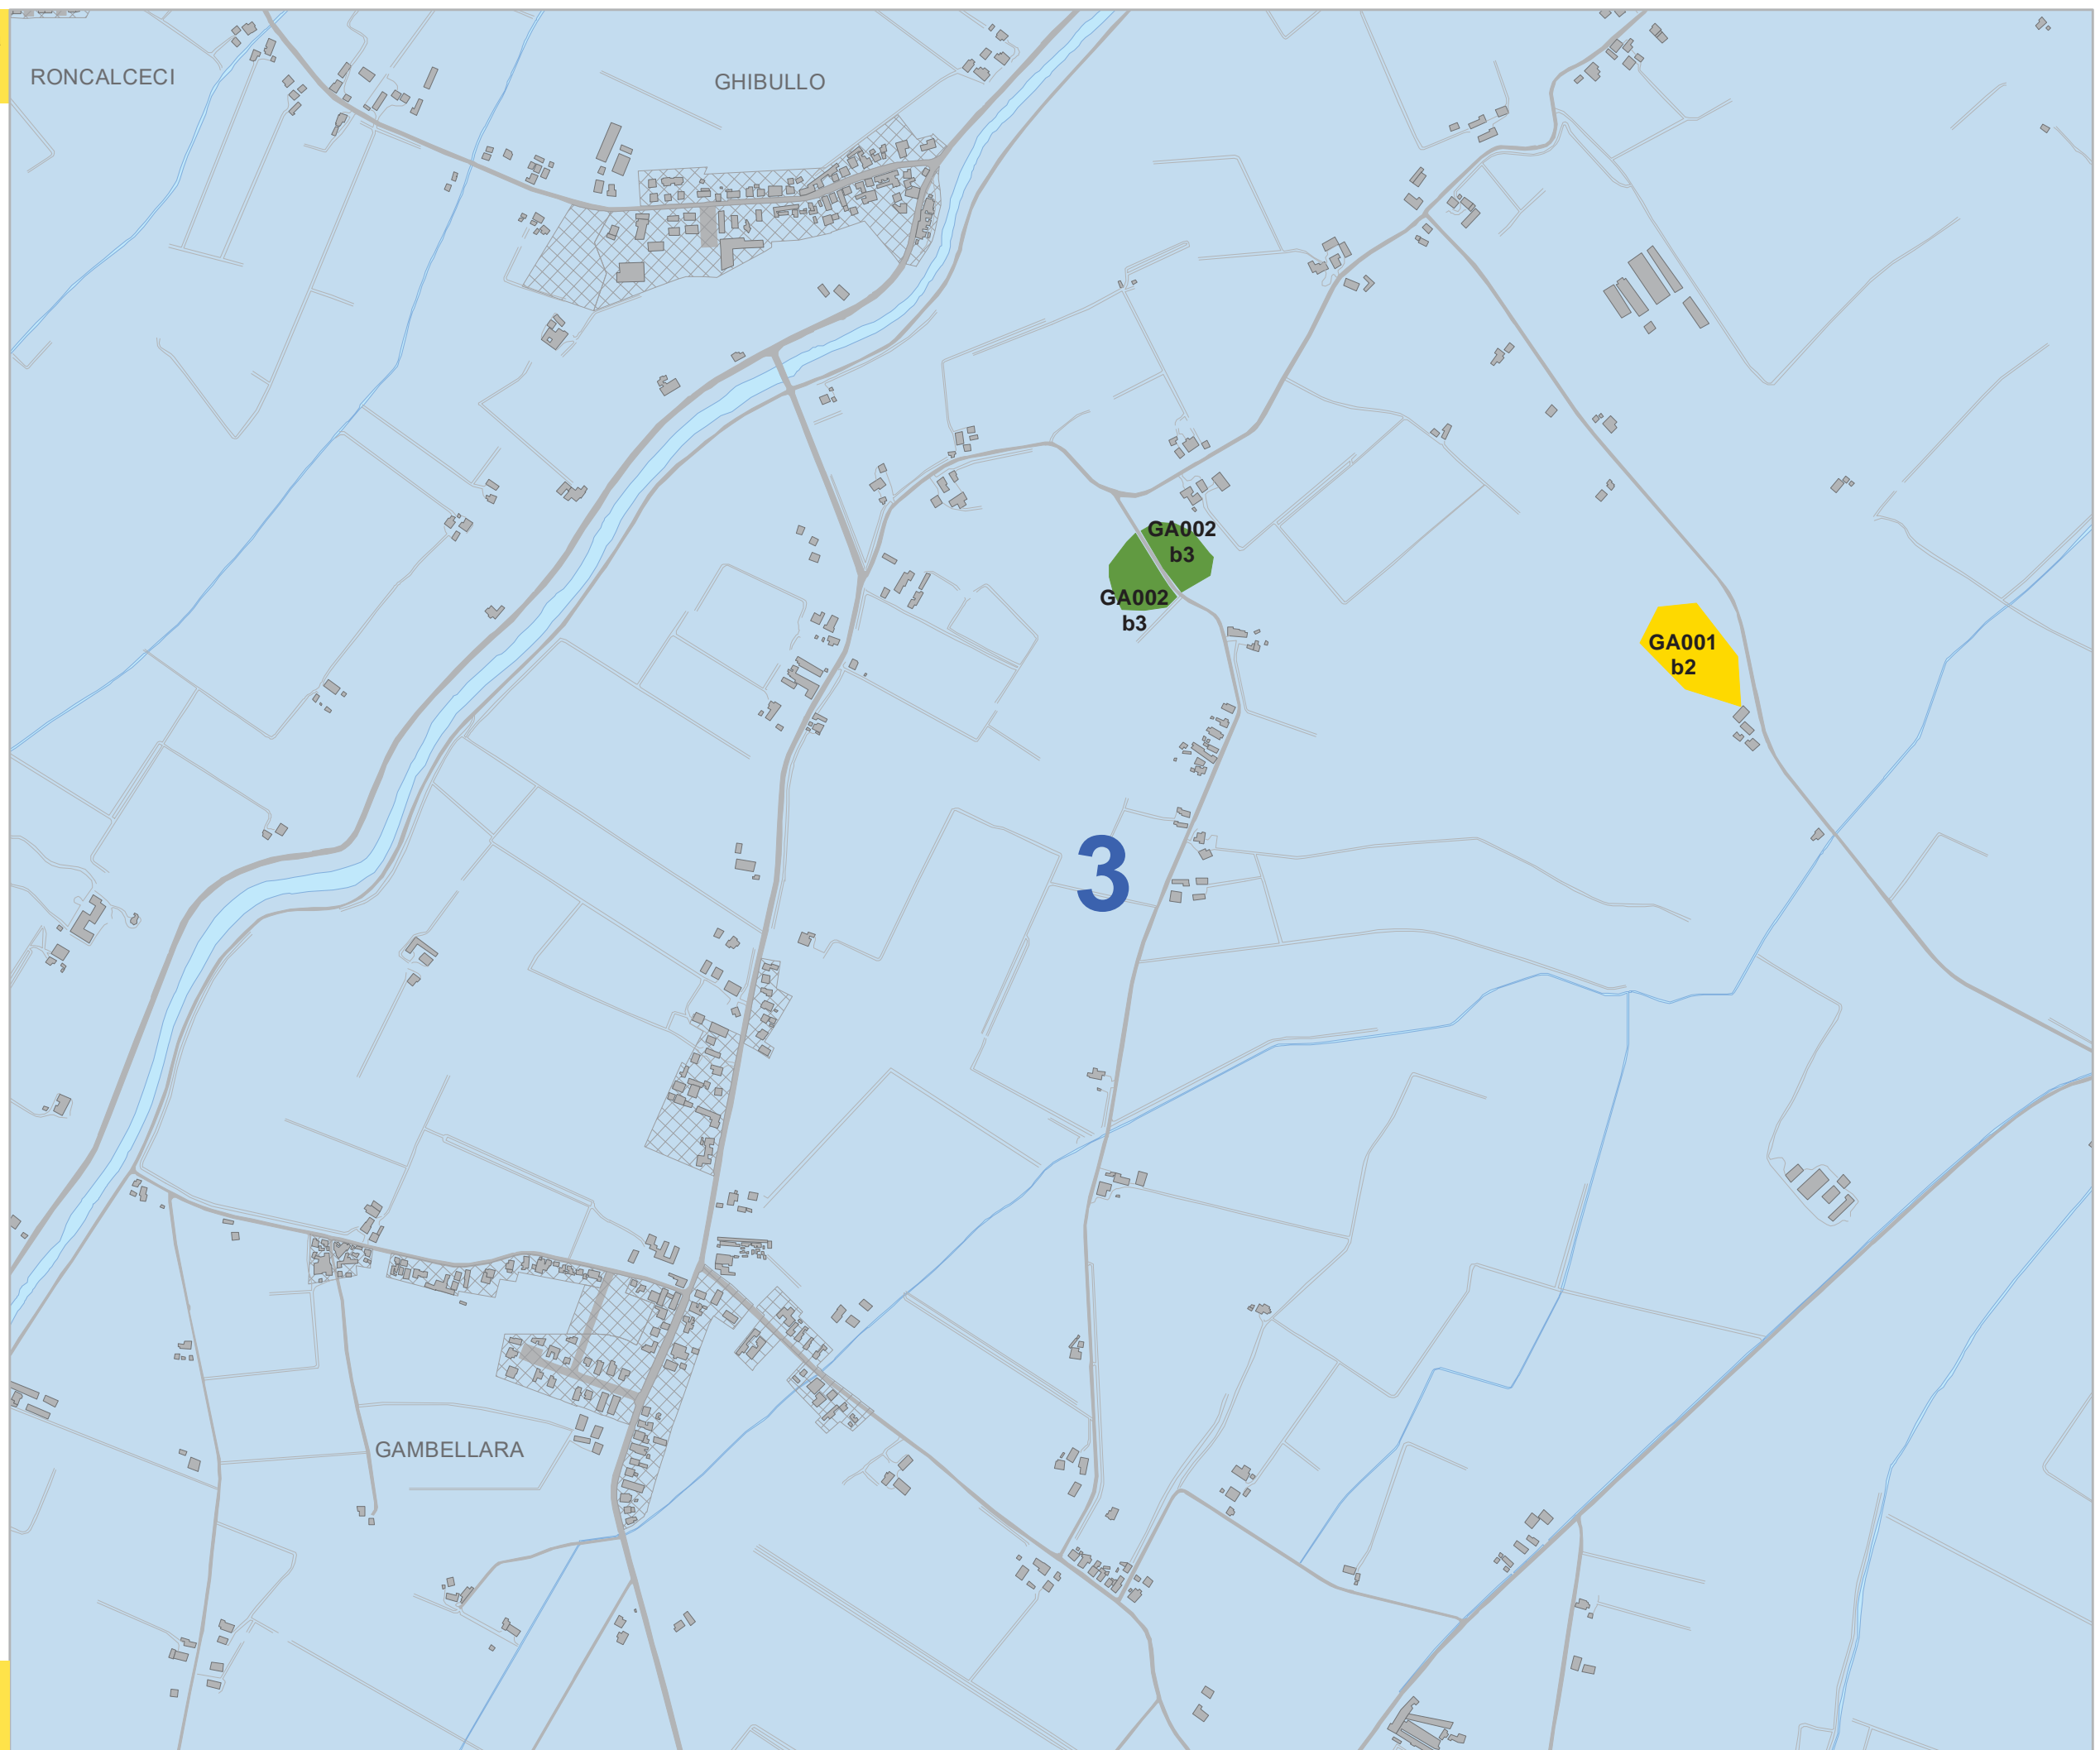 RONCALCECI
GHIBULLO
GA002
b3
GA002
b3
GA001
b2
3
GAMBELLARA